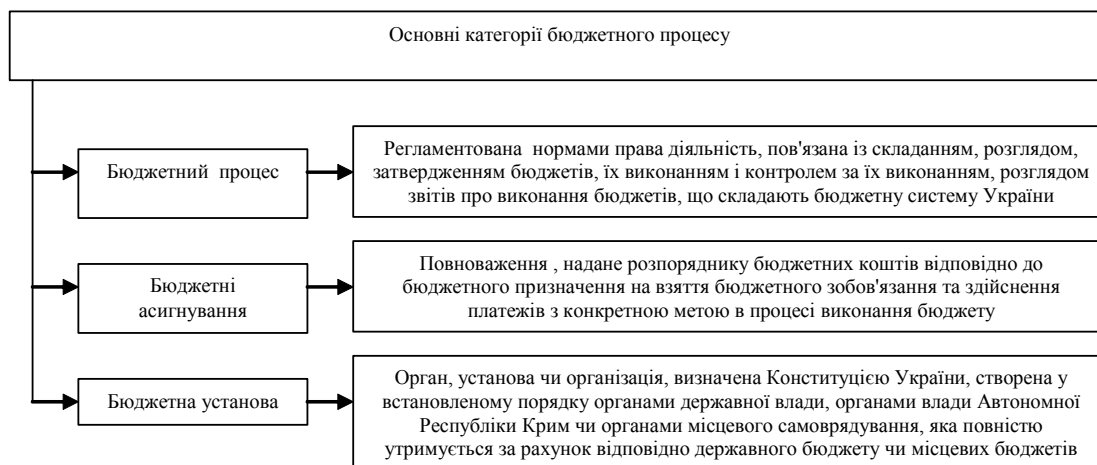 Основні категорії бюджетного процесу
Бюджетний процес
Регламентована нормами права діяльність, пов'язана із складанням, розглядом,
затвердженням бюджетів, їх виконанням і контролем за їх виконанням, розглядом
звітів про виконання бюджетів, що складають бюджетну систему України
Бюджетні
асигнування
Повноваження , надане розпоряднику бюджетних коштів відповідно до
бюджетного призначення на взяття бюджетного зобов'язання та здійснення
платежів з конкретною метою в процесі виконання бюджету
Бюджетна установа
Орган, установа чи організація, визначена Конституцією України, створена у
встановленому порядку органами державної влади, органами влади Автономної
Республіки Крим чи органами місцевого самоврядування, яка повністю
утримується за рахунок відповідно державного бюджету чи місцевих бюджетів